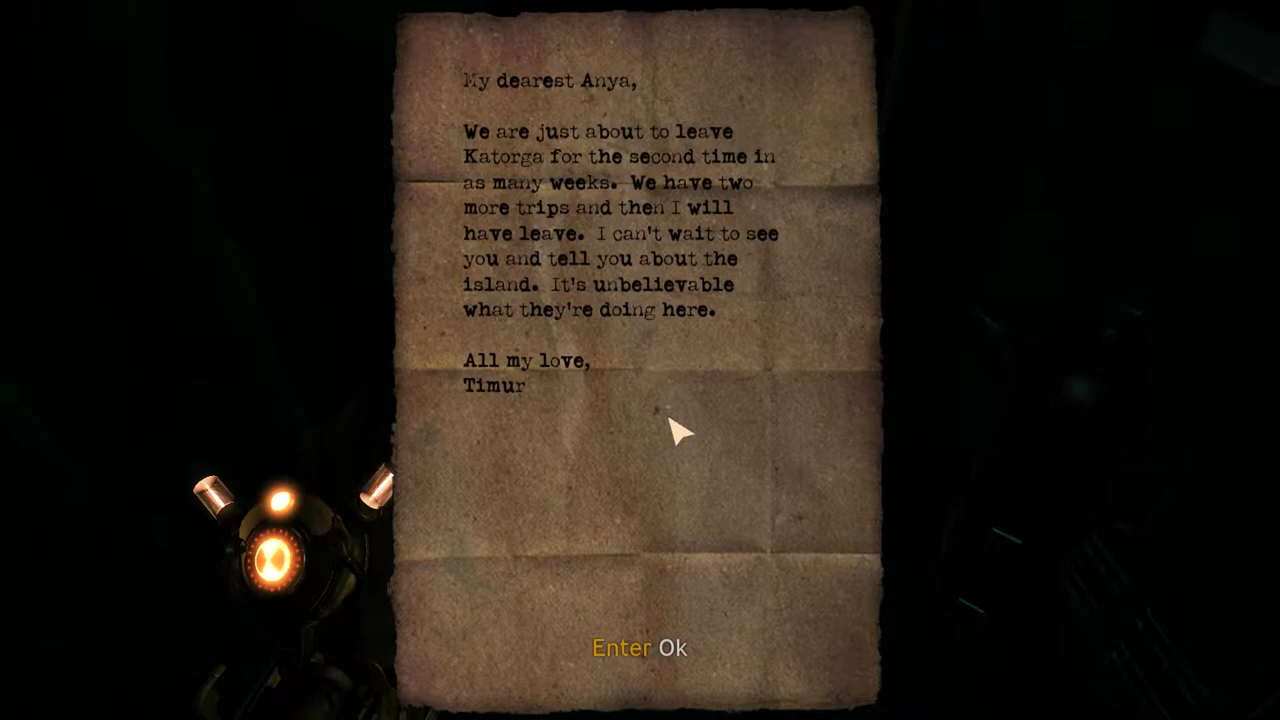 My dearest Anya,
We are just about to leave
Katorga for the second time in
as many weeks. We have two
more trips and then I will
have leave. I can't wait to see
you and tell you about the
island. It's unbelievable
what they're doing here.
All my love,
Timur
Enter Ok